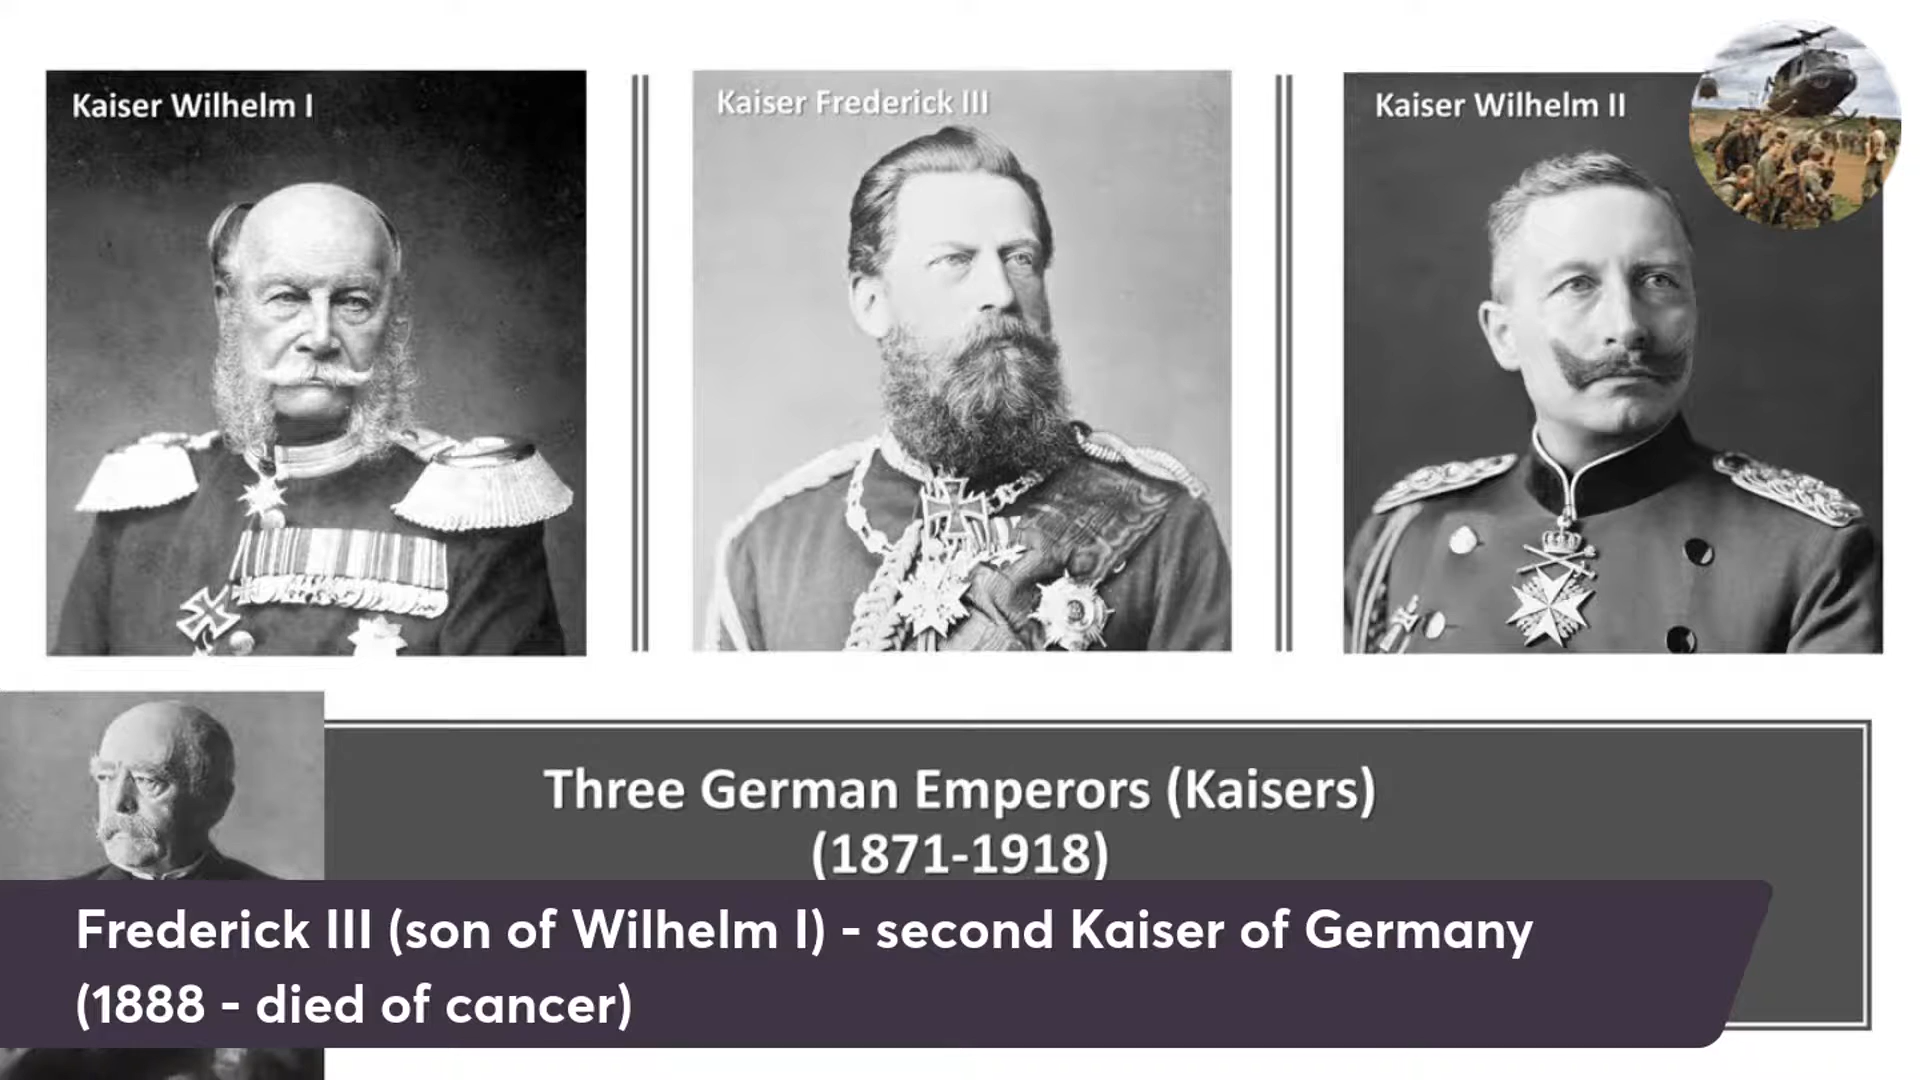 Kaiser Wilhelm I
Kaiser Frederick III
Kaiser Wilhelm II
Three German Emperors (Kaisers)
(1871-1918)
Frederick III (son of Wilhelm I) - second Kaiser of Germany
(1888 - died of cancer)